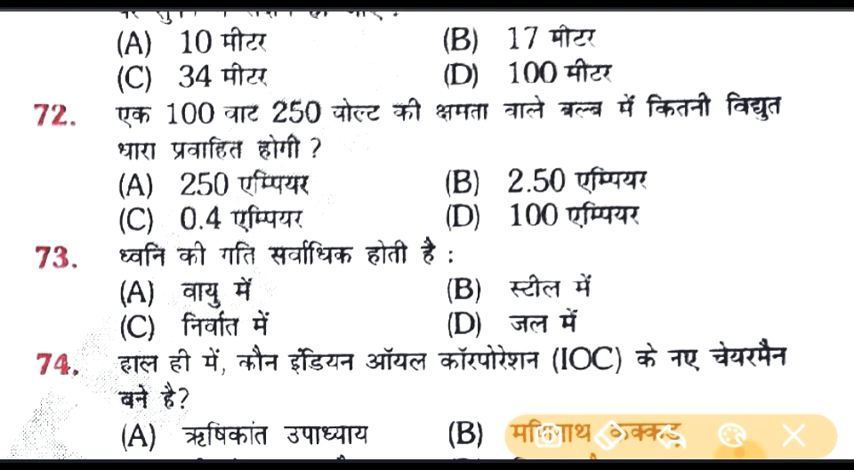 (A) 10 मीटर (B) 17 मीटर
(C) 34 मीटर (D) 100 मीटर
72. एक 100 वाट 250 वोल्ट की क्षमता वाले बल्ब में कितनी विद्युत
धारा प्रवाहित होगी ?
(A) 250 एम्पियर (B) 2.50 एम्पियर
(C) 0.4 एम्पियर (D) 100 एम्पियर
73. ध्वनि की गति सर्वाधिक होती है :
(A) वायु में (B) स्टील में
(C) निर्वात में (D) जल में
74. हाल ही में, कौन इंडियन ऑयल कॉरपोरेशन (IOC) के नए चेयरमैन
बने है?
(A) ऋषिकांत उपाध्याय (B)